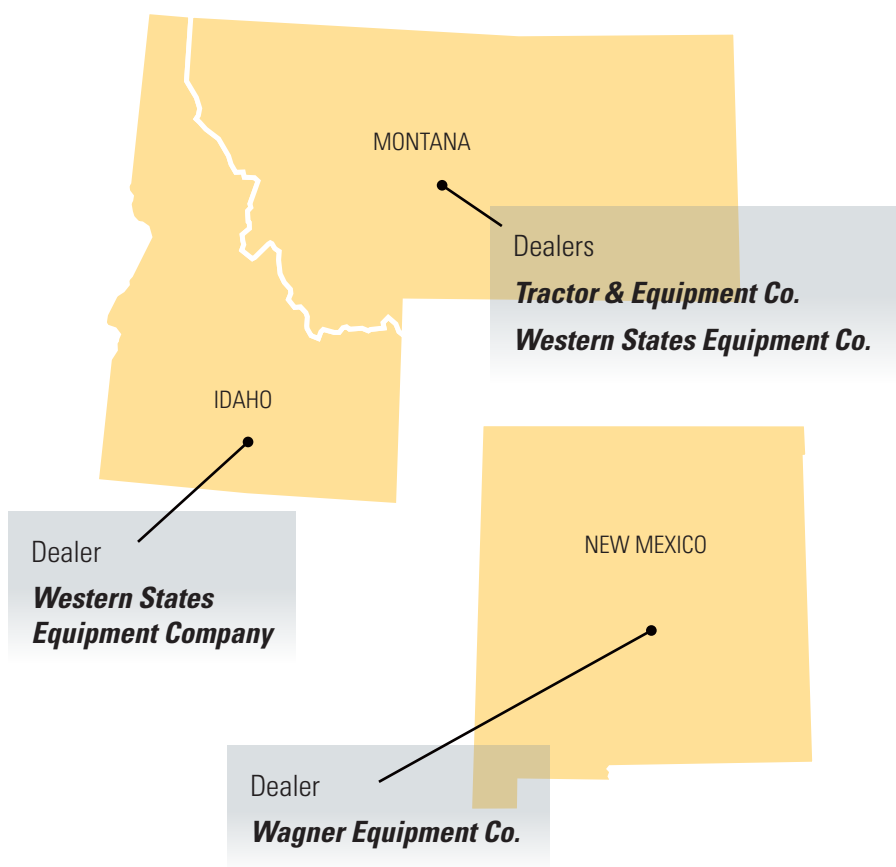 MONTANA
Dealers
Tractor & Equipment Co.
Western States Equipment Co.
IDAHO
Dealer
Western States
Equipment Company
NEW MEXICO
Dealer
Wagner Equipment Co.